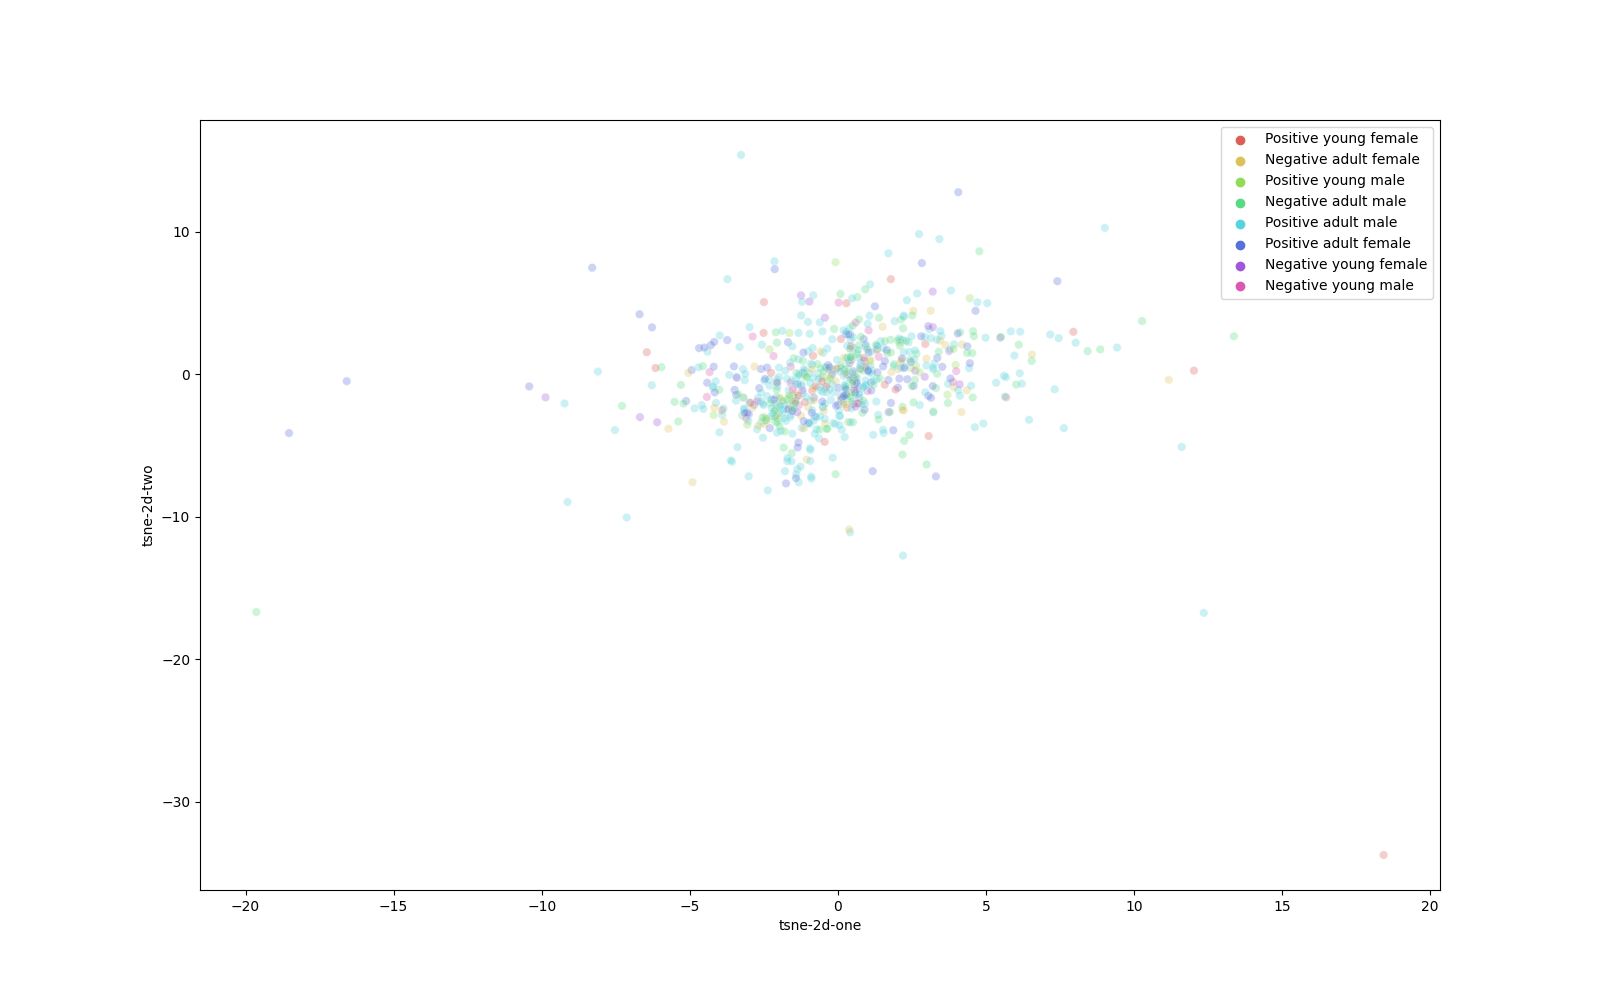 Positive young female
Negative adult female
Positive young male
Negative adult male
Positive adult male
Positive adult female
Negative young female
Negative young male
10
0
−10
−20
−30
tsne-2d-two
−20
−15
−10
−5
0
5
10
15
20
tsne-2d-one